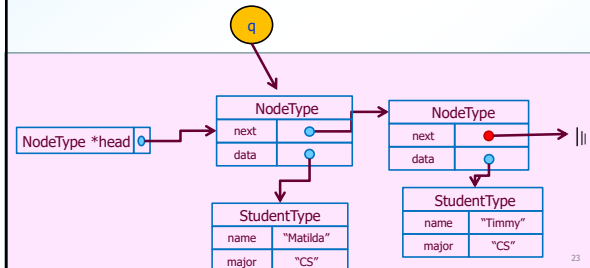 q
NodeType *head
NodeType
next
data
NodeType
next
data
StudentType
name "Matilda"
major "CS"
StudentType
name "Timmy"
major "CS"
23